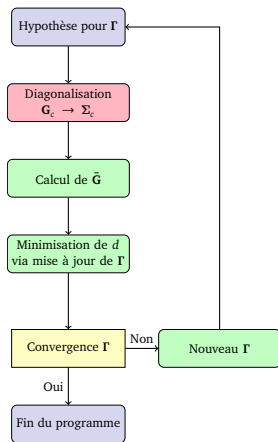 Hypothèse pour Γ
Diagonalisation
G_c → Σ_c
Calcul de Ḡ
Minimisation de d
via mise à jour de Γ
Convergence Γ
Non
Nouveau Γ
Oui
Fin du programme